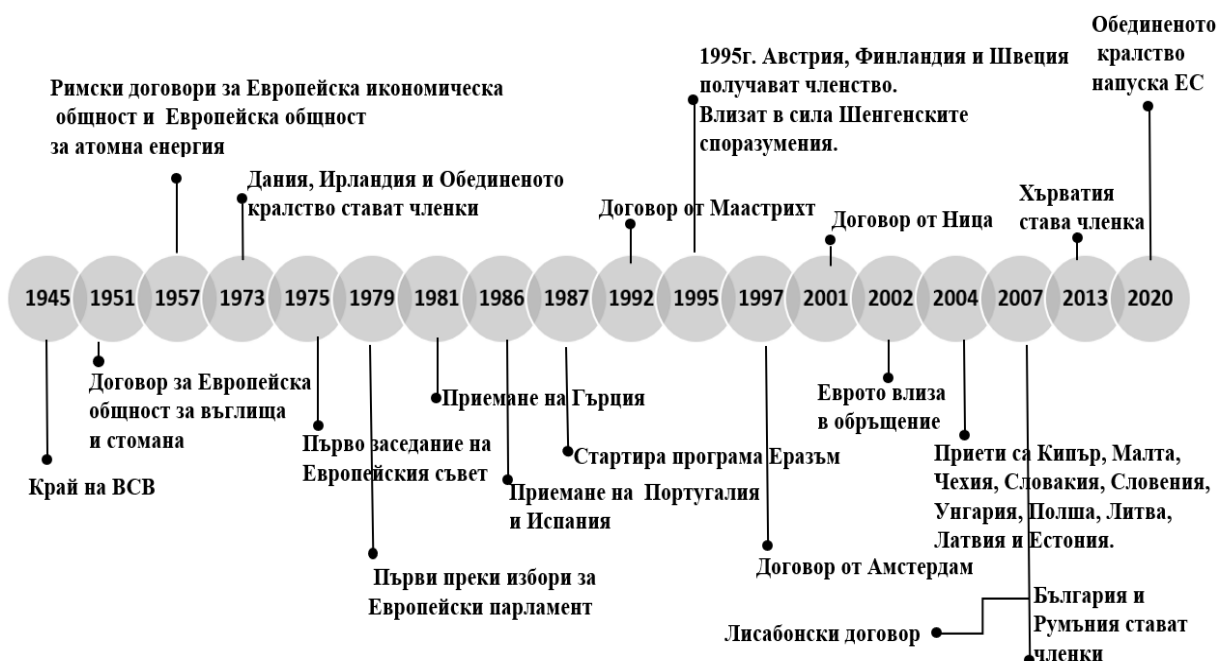 Обединеното
кралство
напуска ЕС
1995г. Австрия, Финландия и Швеция
получават членство.
Влизат в сила Шенгенските
споразумения.
Римски договори за Европейска икономическа
общност и Европейска общност
за атомна енергия
Дания, Ирландия и Обединеното
кралство стават членки
Договор от Маастрихт
Договор от Ница
Хърватия
става членка
1945 1951 1957 1973 1975 1979 1981 1986 1987 1992 1995 1997 2001 2002 2004 2007 2013 2020
Договор за Европейска
общност за въглища
и стомана
Край на ВСВ
Първо заседание на
Европейския съвет
Първи преки избори за
Европейски парламент
Приемане на Гърция
Приемане на Португалия
и Испания
Стартира програма Еразъм
Договор от Амстердам
Еврото влиза
в обръщение
Приети са Кипър, Малта,
Чехия, Словакия, Словения,
Унгария, Полша, Литва,
Латвия и Естония.
Лисабонски договор
България и
Румъния стават
членки